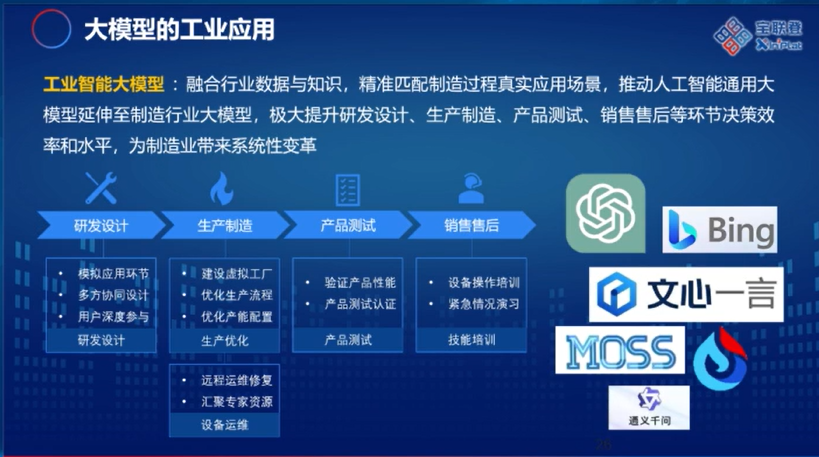 大模型的工业应用
宝联登
XinPlat
工业智能大模型 ：融合行业数据与知识，精准匹配制造过程真实应用场景，推动人工智能通用大
模型延伸至制造行业大模型，极大提升研发设计、生产制造、产品测试、销售售后等环节决策效
率和水平，为制造业带来系统性变革
研发设计
生产制造
产品测试
销售售后
• 模拟应用环节
• 多方协同设计
• 用户深度参与
研发设计
• 建设虚拟工厂
• 优化生产流程
• 优化产能配置
生产优化
• 验证产品性能
• 产品测试认证
产品测试
• 设备操作培训
• 紧急情况演习
技能培训
• 远程运维修复
• 汇聚专家资源
设备运维
Bing
文心一言
MOSS
通义千问